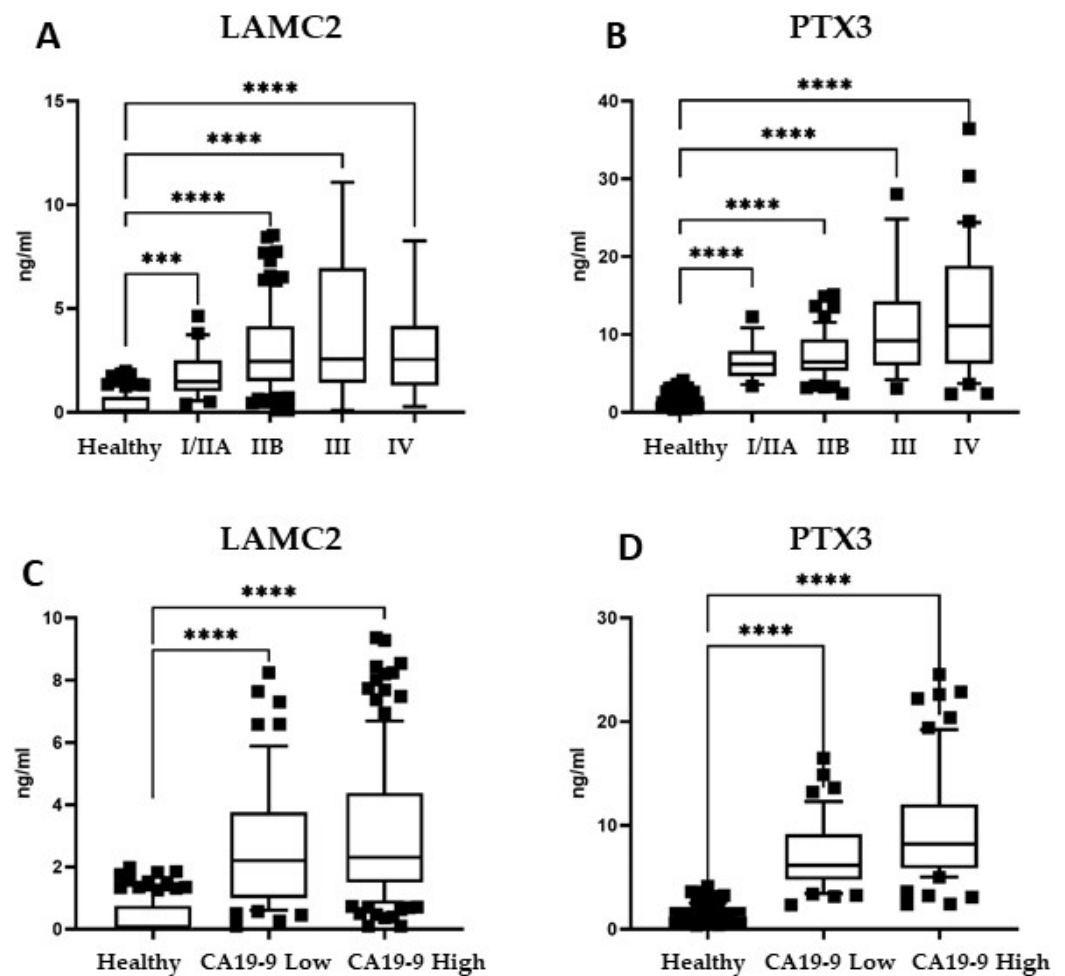 A
LAMC2
ng/ml
15
10
5
0
****
****
****
***
Healthy I/IIA IIB III IV
B
PTX3
ng/ml
40
30
20
10
0
****
****
****
****
Healthy I/IIA IIB III IV
C
LAMC2
ng/ml
10
8
6
4
2
0
****
****
Healthy CA19-9 Low CA19-9 High
D
PTX3
ng/ml
30
20
10
0
****
****
Healthy CA19-9 Low CA19-9 High